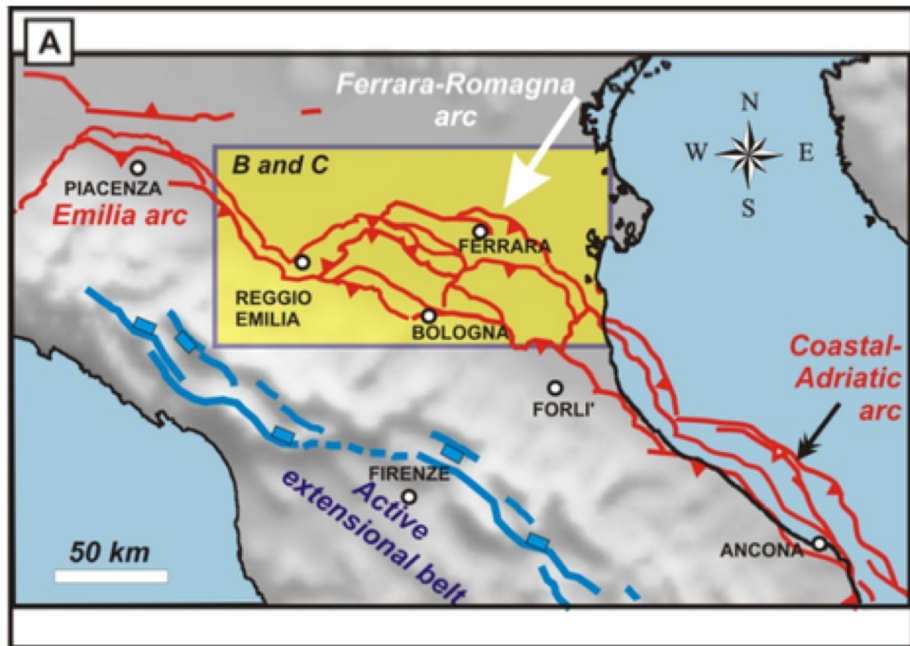 A
Ferrara-Romagna
arc
N
W E
S
B and C
PIACENZA
Emilia arc
FERRARA
REGGIO
EMILIA
BOLOGNA
Coastal-
Adriatic
arc
FORLI'
FIRENZE
Active
extensional belt
50 km
ANCONA